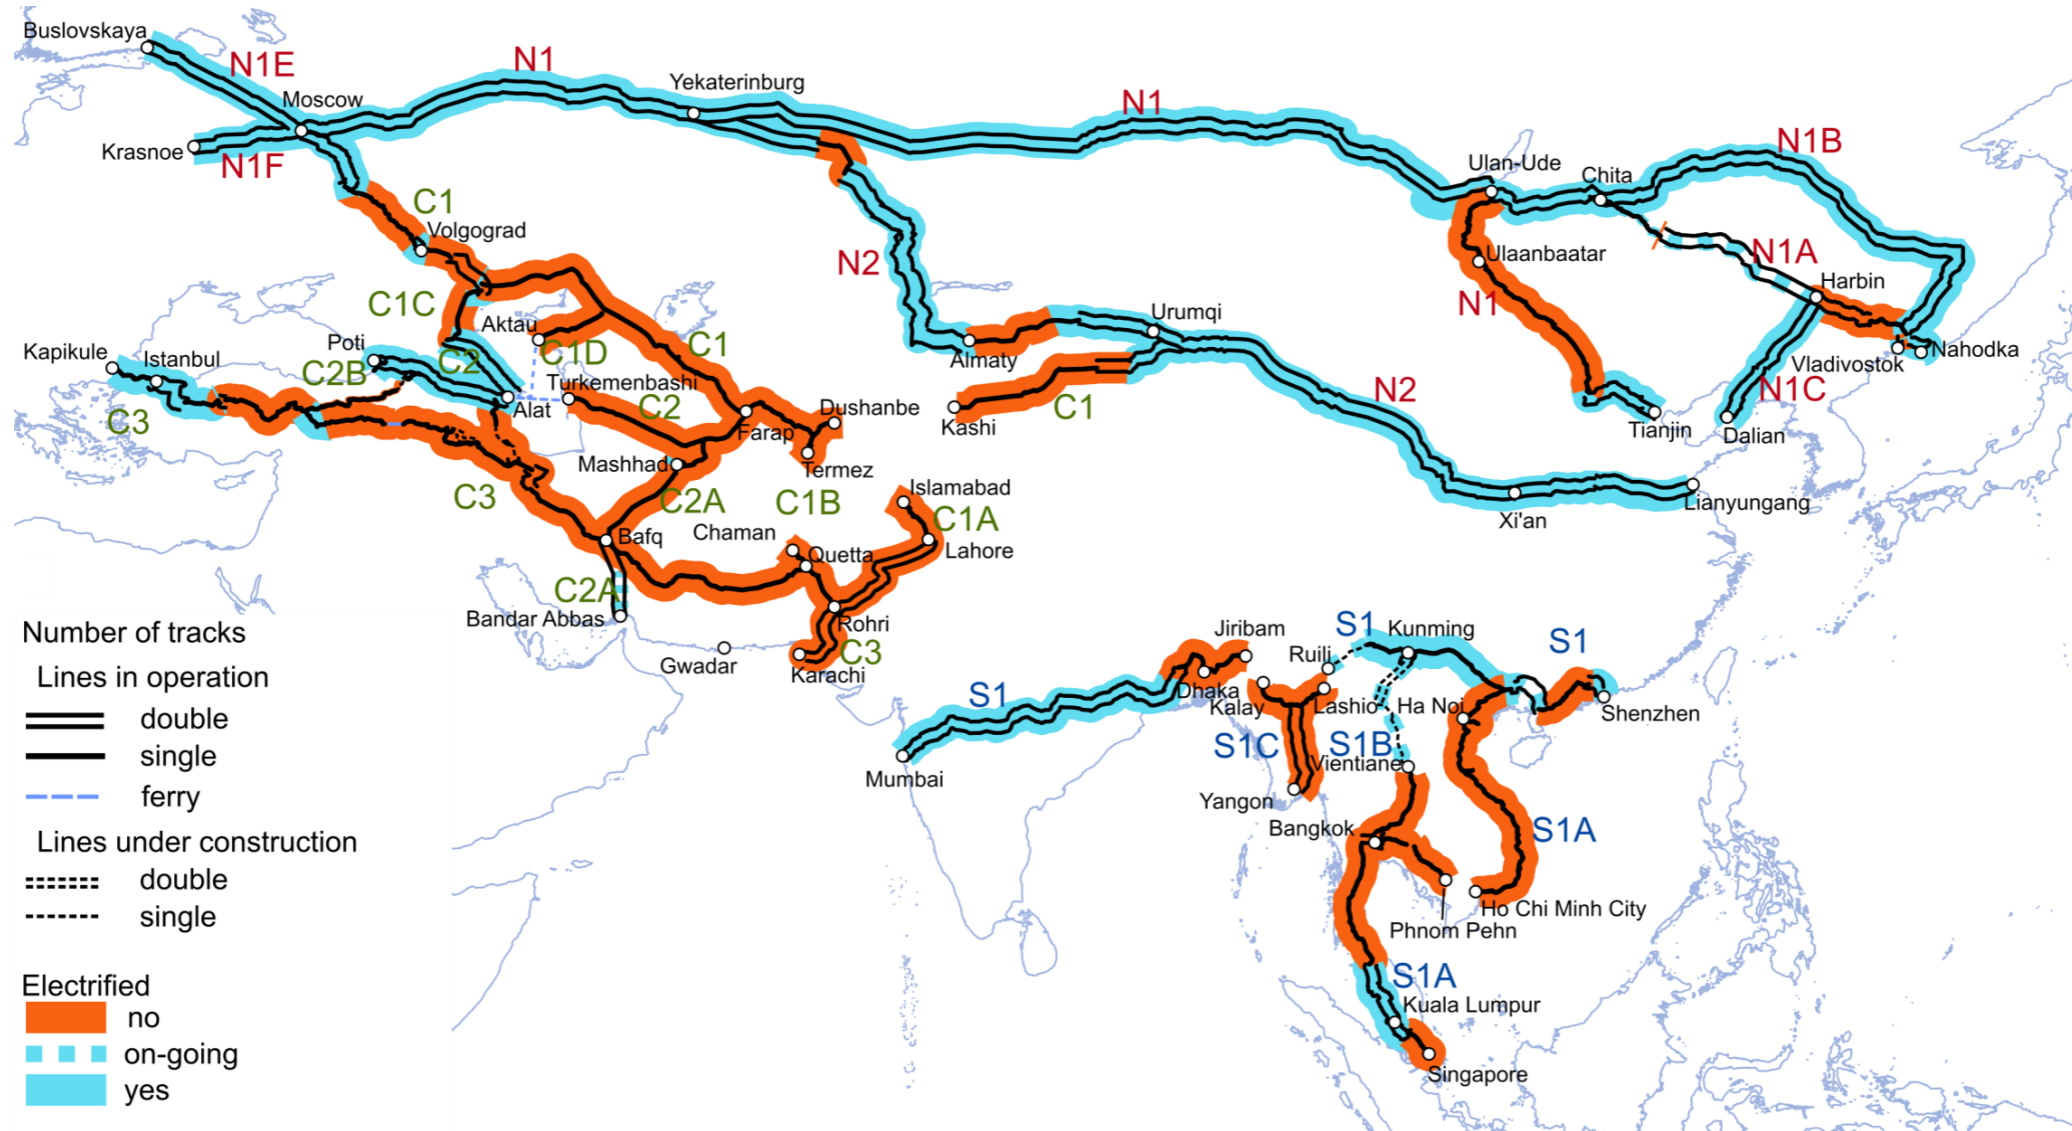 Buslovskaya
N1E
N1
Yekaterinburg
Moscow
N1
N1B
Krasnoe
N1F
Ulan-Ude
Chita
C1
Volgograd
N2
Ulaanbaatar
N1A
Harbin
C1C
Aktau
N1
Urumqi
Poti
C1
Kapikule
Istanbul
C2
C1D
Almaty
Vladivostok
Nahodka
C2B
Turkemenbashi
N2
N1C
Alat
C2
Dushanbe
C1
C3
Farap
Kashi
Tianjin
Dalian
Mashhad
Termez
C3
C2A
C1B
Islamabad
C1A
Lianyungang
Xi'an
Bafq
Chaman
Quetta
Lahore
C2A
Bandar Abbas
Rohri
Gwadar
C3
Karachi
Jiribam
S1
Kunming
S1
Ruili
S1
Dhaka
Kalay
Lashio
Ha Noi
Shenzhen
S1C
S1B
Vientiane
Mumbai
Yangon
Bangkok
S1A
Ho Chi Minh City
Phnom Pehn
S1A
Kuala Lumpur
Singapore
Number of tracks
Lines in operation
double
single
ferry
Lines under construction
double
single
Electrified
no
on-going
yes